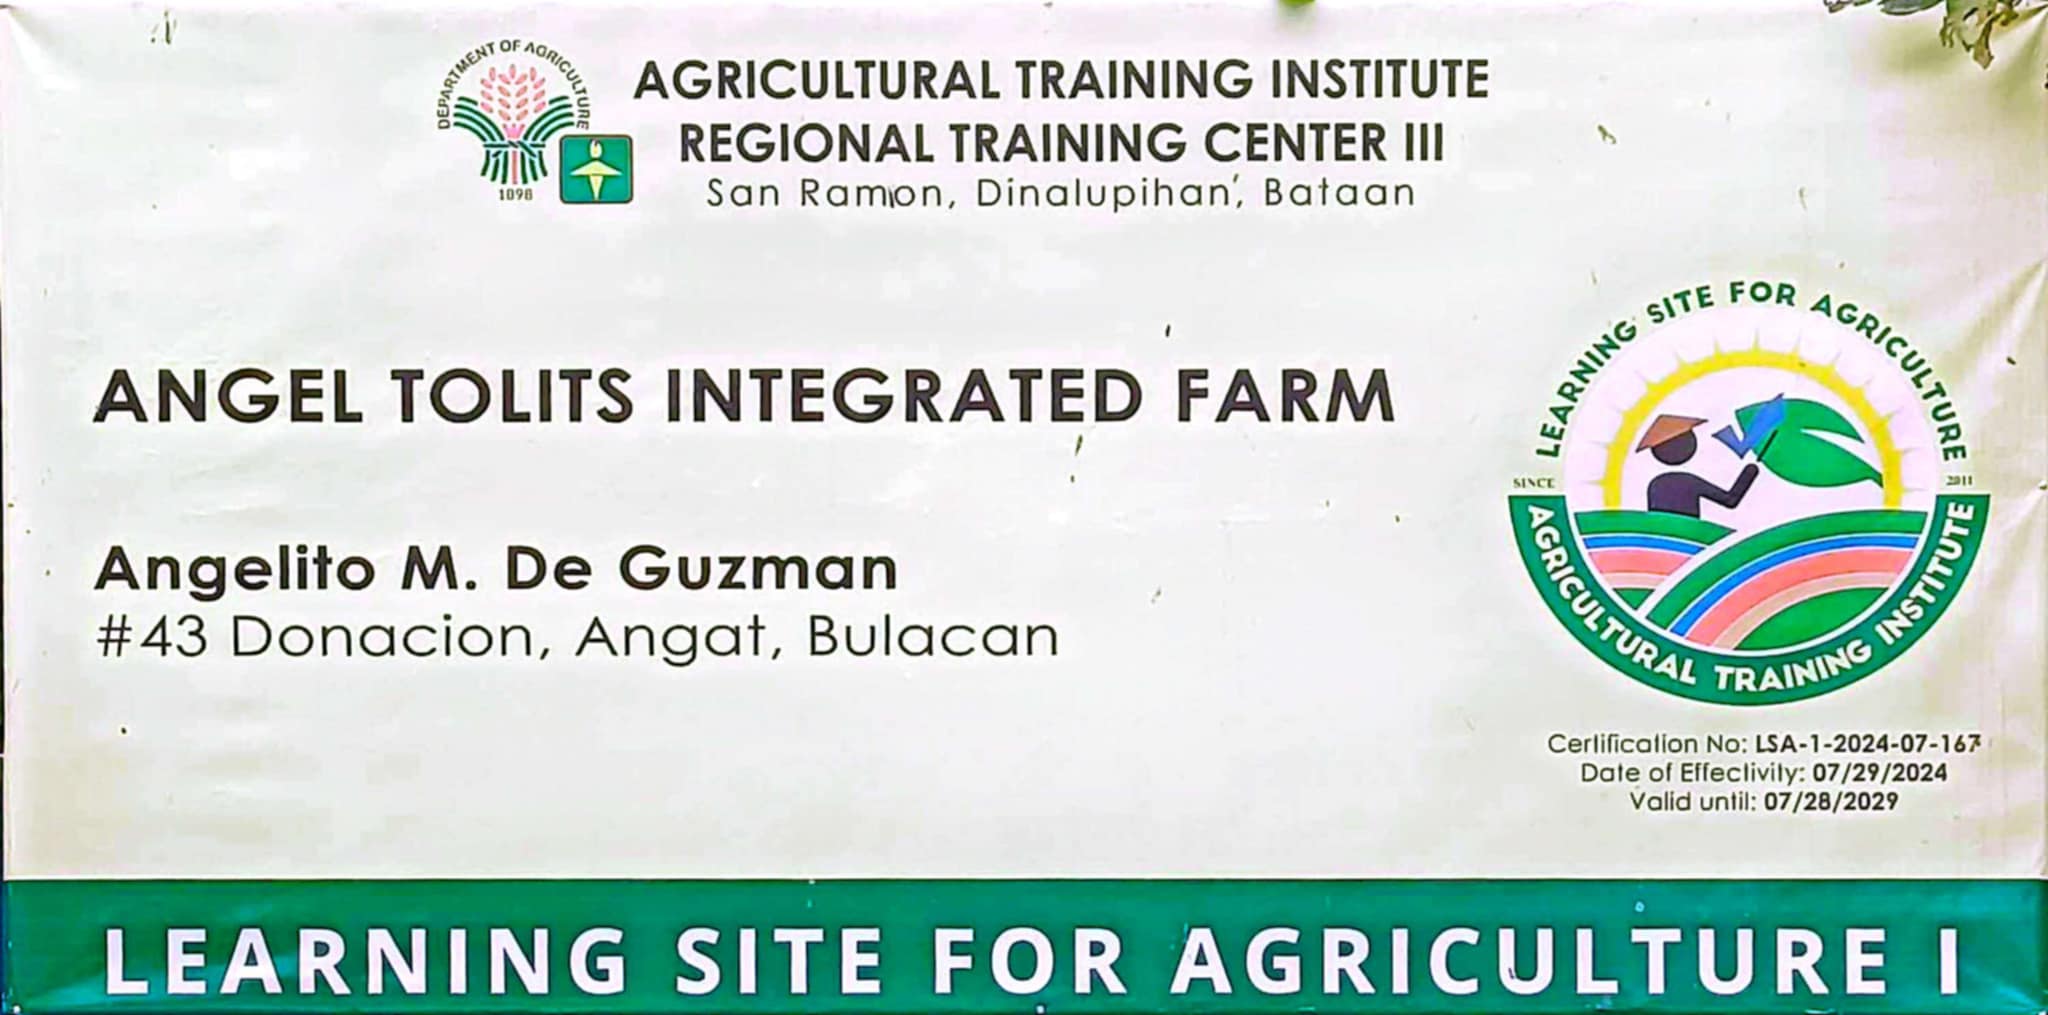 DEPARTMENT OF AGRICULTURE
1898
AGRICULTURAL TRAINING INSTITUTE
REGIONAL TRAINING CENTER III
San Ramon, Dinalupihan, Bataan
ANGEL TOLITS INTEGRATED FARM
Angelito M. De Guzman
#43 Donacion, Angat, Bulacan
LEARNING SITE FOR AGRICULTURE
SINCE 2011
AGRICULTURAL TRAINING INSTITUTE
Certification No: LSA-1-2024-07-167
Date of Effectivity: 07/29/2024
Valid until: 07/28/2029
LEARNING SITE FOR AGRICULTURE I